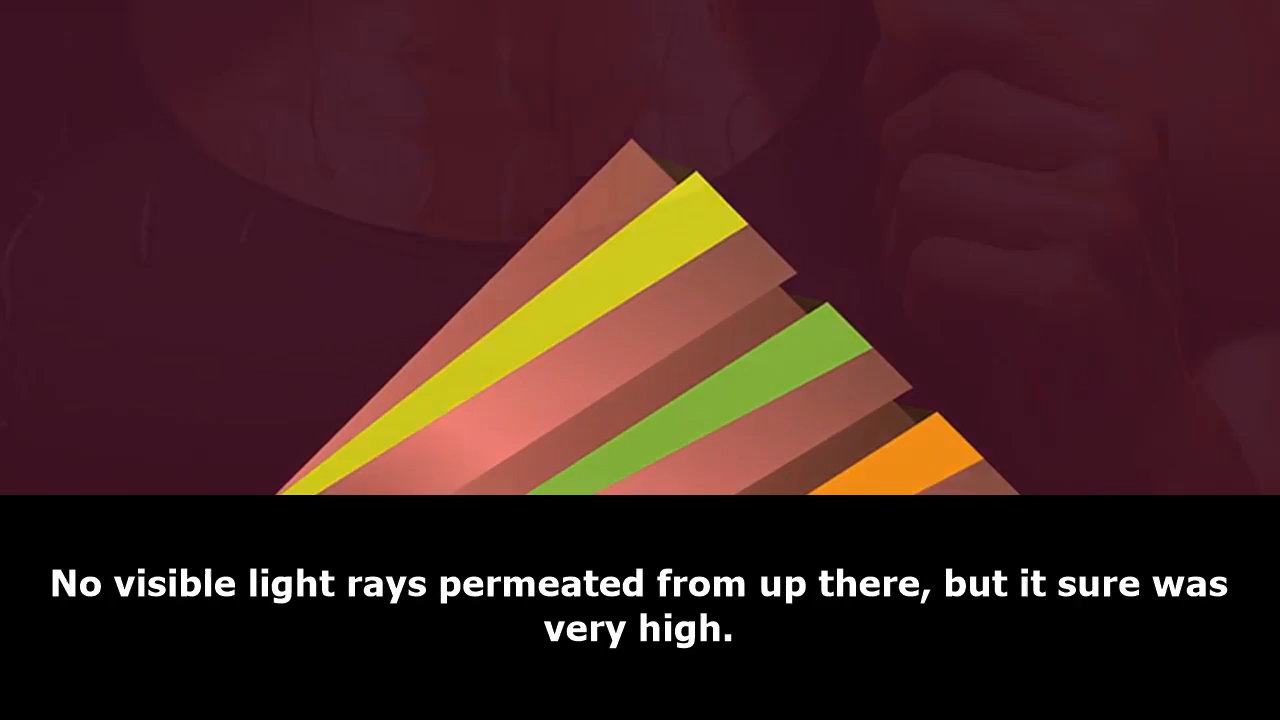 No visible light rays permeated from up there, but it sure was
very high.